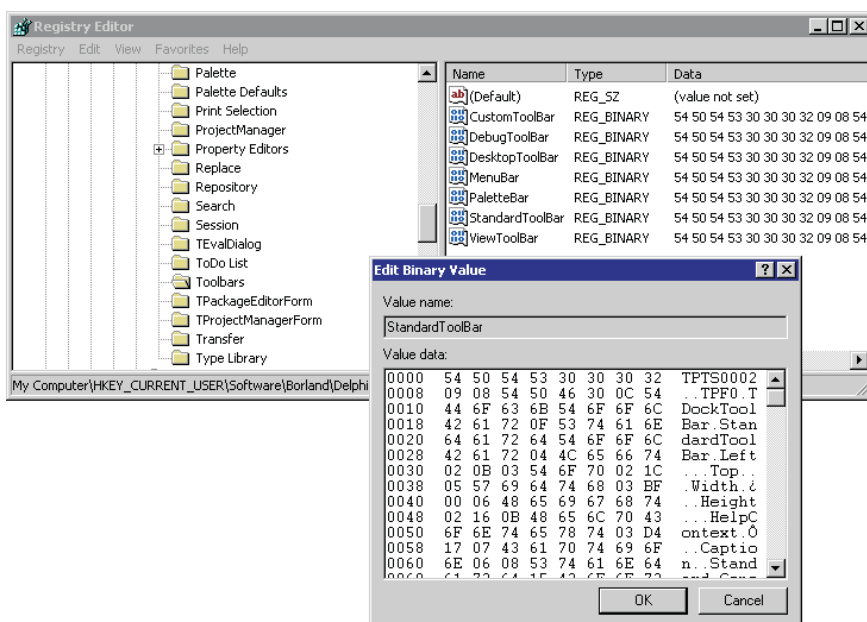 Registry Editor
Registry Edit View Favorites Help
Palette
Palette Defaults
Print Selection
ProjectManager
Property Editors
Replace
Repository
Search
Session
TEvalDialog
ToDo List
Toolbars
TPackageEditorForm
TProjectManagerForm
Transfer
Type Library
Name Type Data
(Default) REG_SZ (value not set)
CustomToolBar REG_BINARY 54 50 54 53 30 30 30 32 09 08 54
DebugToolBar REG_BINARY 54 50 54 53 30 30 30 32 09 08 54
DesktopToolBar REG_BINARY 54 50 54 53 30 30 30 32 09 08 54
MenuBar REG_BINARY 54 50 54 53 30 30 30 32 09 08 54
PaletteBar REG_BINARY 54 50 54 53 30 30 30 32 09 08 54
StandardToolBar REG_BINARY 54 50 54 53 30 30 30 32 09 08 54
ViewToolBar REG_BINARY 54 50 54 53 30 30 30 32 09 08 54
My Computer\HKEY_CURRENT_USER\Software\Borland\Delphi
Edit Binary Value
Value name:
StandardToolBar
Value data:
0000 54 50 54 53 30 30 30 32 TPTS0002
0008 09 08 54 50 46 30 0C 54 ..TPF0.T
0010 44 6F 63 6B 54 6F 6F 6C DockTool
0018 42 61 72 0F 53 74 61 6E Bar.Stan
0020 64 61 72 64 54 6F 6F 6C dardTool
0028 42 61 72 04 4C 65 66 74 Bar.Left
0030 02 0B 03 54 6F 70 02 1C ...Top..
0038 05 57 69 64 74 68 03 BF .Width.¿
0040 00 06 48 65 69 67 68 74 ..Height
0048 02 16 0B 48 65 6C 70 43 ...HelpC
0050 6F 6E 74 65 78 74 03 D4 ontext.Ô
0058 17 07 43 61 70 74 69 6F ..Captio
0060 6E 06 08 53 74 61 6E 64 n..Stand
OK Cancel